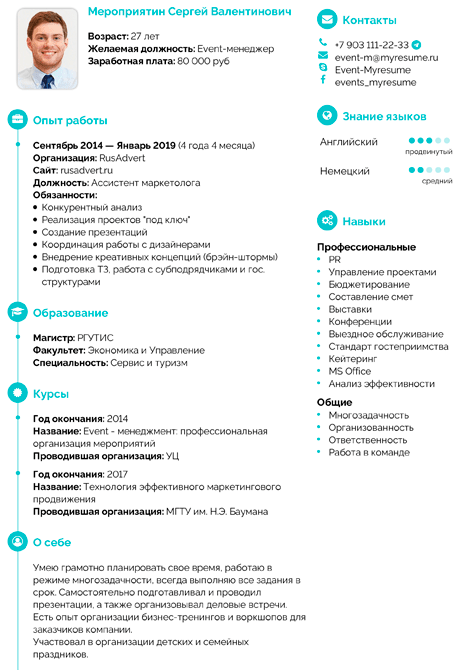 Мероприятин Сергей Валентинович
Возраст: 27 лет
Желаемая должность: Event-менеджер
Заработная плата: 80 000 руб
Опыт работы
Сентябрь 2014 — Январь 2019 (4 года 4 месяца)
Организация: RusAdvert
Сайт: rusadvert.ru
Должность: Ассистент маркетолога
Обязанности:
Конкурентный анализ
Реализация проектов "под ключ"
Создание презентаций
Координация работы с дизайнерами
Внедрение креативных концепций (брэйн-штормы)
Подготовка ТЗ, работа с субподрядчиками и гос.
структурами
Образование
Магистр: РГУТИС
Факультет: Экономика и Управление
Специальность: Сервис и туризм
Курсы
Год окончания: 2014
Название: Event - менеджмент: профессиональная
организация мероприятий
Проводившая организация: УЦ
Год окончания: 2017
Название: Технология эффективного маркетингового
продвижения
Проводившая организация: МГТУ им. Н.Э. Баумана
О себе
Умею грамотно планировать свое время, работаю в
режиме многозадачности, всегда выполняю все задания в
срок. Самостоятельно подготавливал и проводил
презентации, а также организовывал деловые встречи.
Есть опыт организации бизнес-тренингов и воркшопов для
заказчиков компании.
Участвовал в организации детских и семейных
праздников.
Контакты
+7 903 111-22-33
event-m@myresume.ru
Event-Myresume
events_myresume
Знание языков
Английский
продвинутый
Немецкий
средний
Навыки
Профессиональные
PR
Управление проектами
Бюджетирование
Составление смет
Выставки
Конференции
Выездное обслуживание
Стандарт гостеприимства
Кейтеринг
MS Office
Анализ эффективности
Общие
Многозадачность
Организованность
Ответственность
Работа в команде